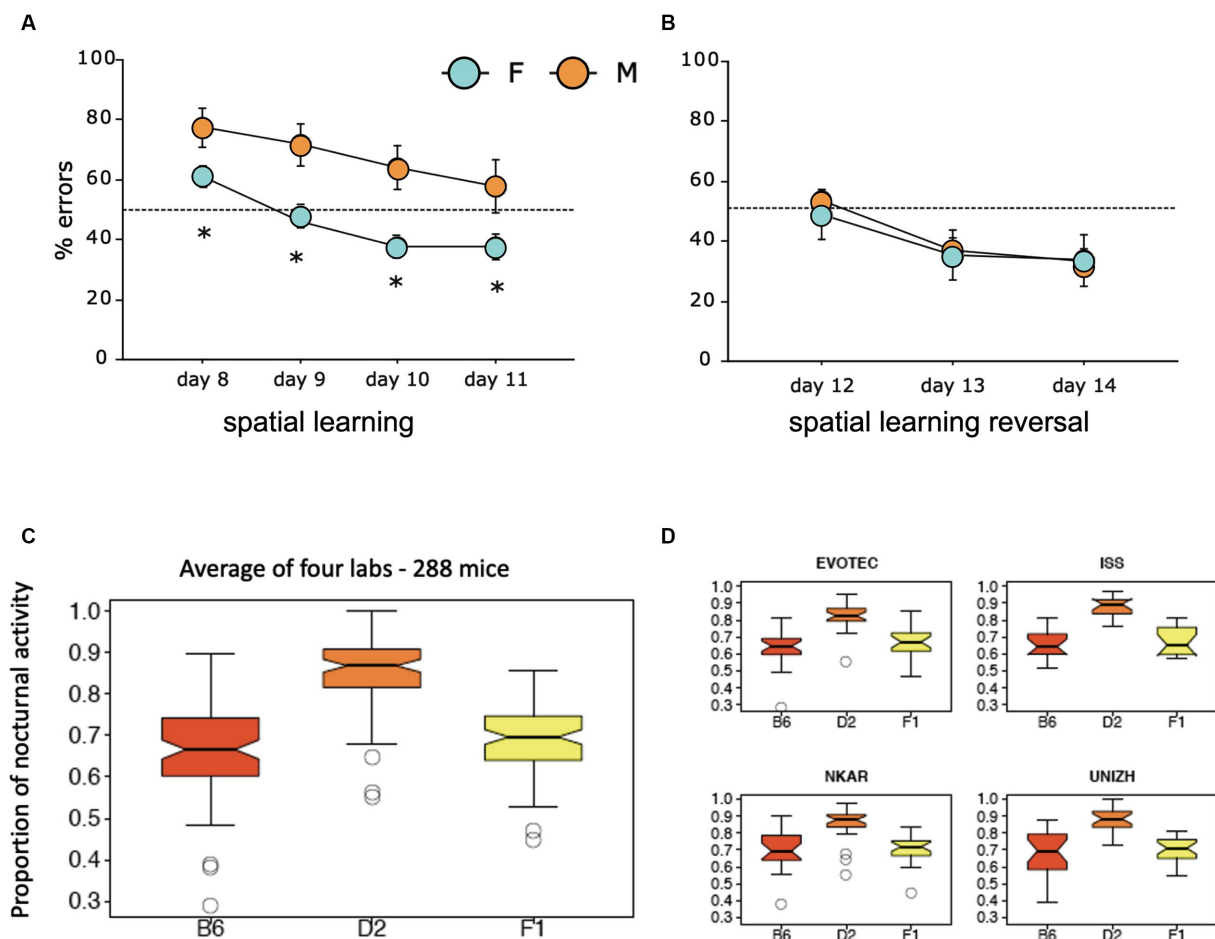 A
100
80
60
40
20
0
% errors
F M
*
*
*
*
day 8 day 9 day 10 day 11
spatial learning
B
100
80
60
40
20
0
day 12 day 13 day 14
spatial learning reversal
C
Average of four labs - 288 mice
Proportion of nocturnal activity
1.0
0.9
0.8
0.7
0.6
0.5
0.4
0.3
B6 D2 F1
D
EVOTEC
1.0
0.9
0.8
0.7
0.6
0.5
0.4
0.3
B6 D2 F1
ISS
1.0
0.9
0.8
0.7
0.6
0.5
0.4
0.3
B6 D2 F1
NKAR
1.0
0.9
0.8
0.7
0.6
0.5
0.4
0.3
B6 D2 F1
UNIZH
1.0
0.9
0.8
0.7
0.6
0.5
0.4
0.3
B6 D2 F1